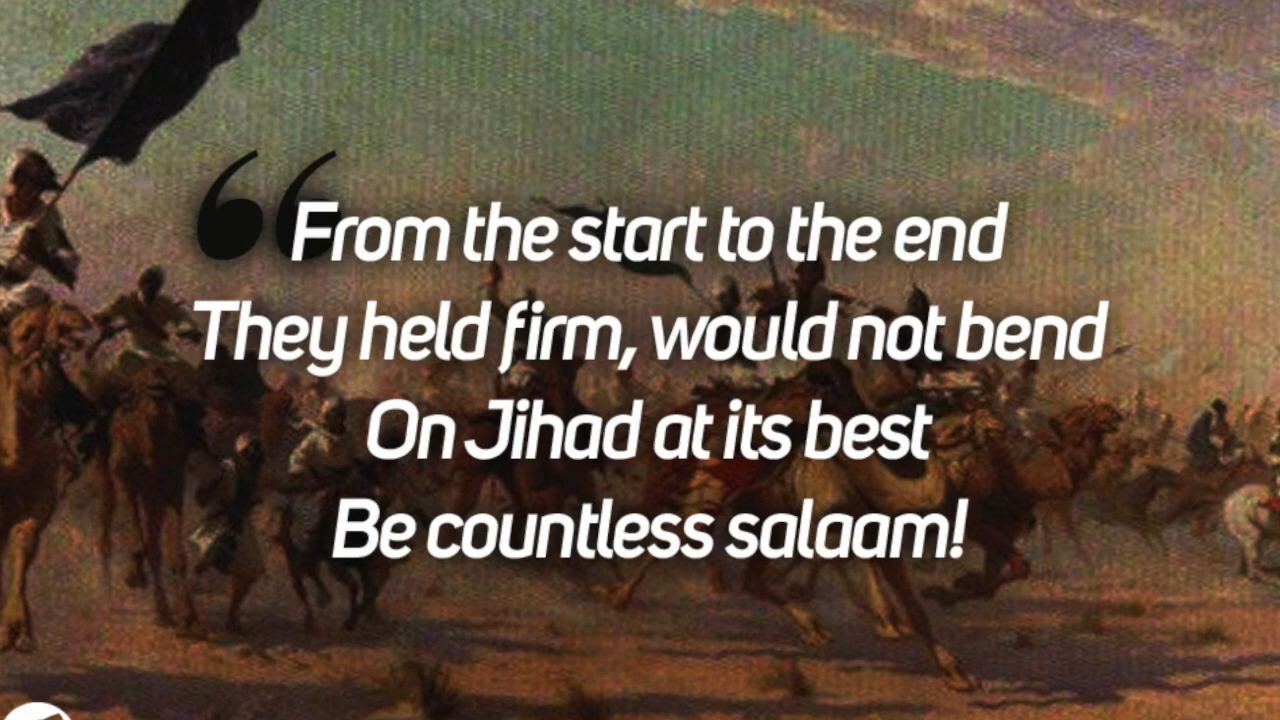 “From the start to the end
They held firm, would not bend
On Jihad at its best
Be countless salaam!